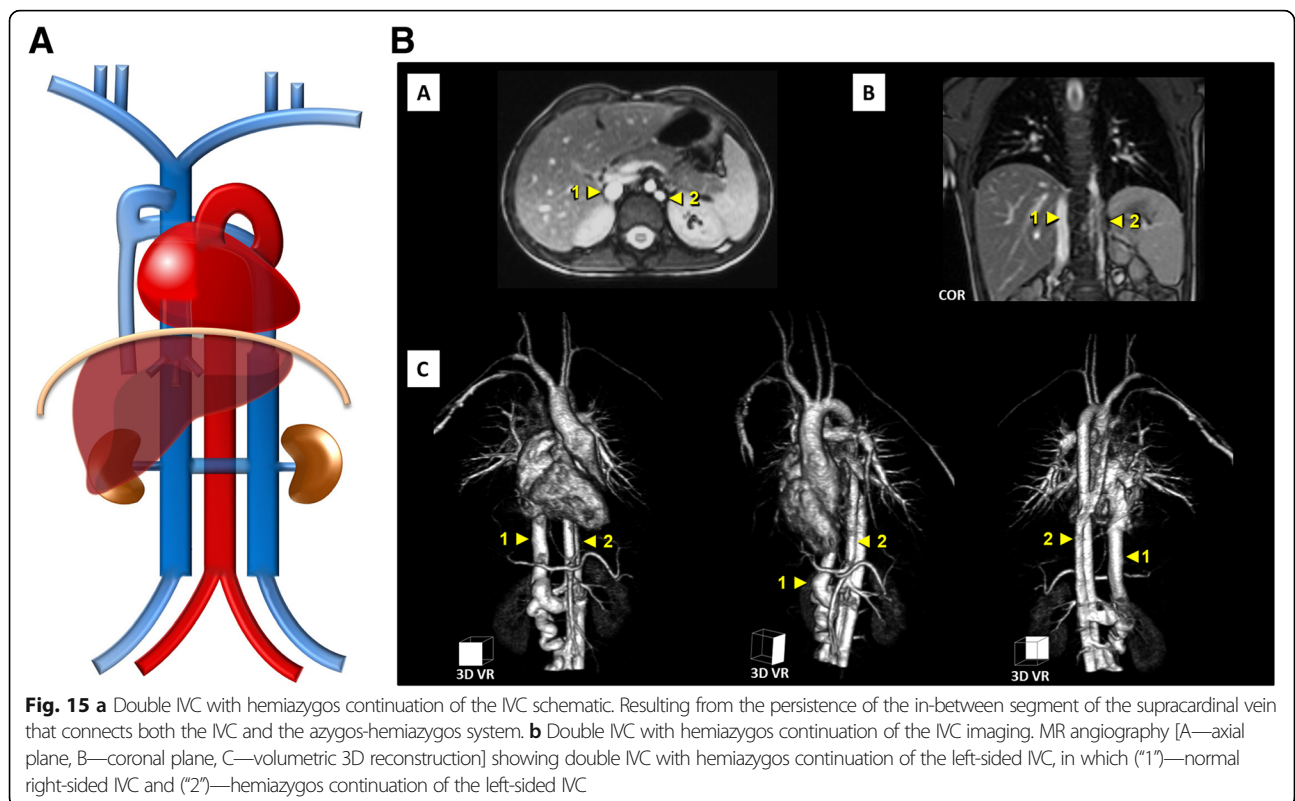 A
B
A
1
2
B
1
2
COR
C
1
2
3D VR
1
2
3D VR
2
1
3D VR
Fig. 15 a Double IVC with hemiazygos continuation of the IVC schematic. Resulting from the persistence of the in-between segment of the supracardinal vein
that connects both the IVC and the azygos-hemiazygos system. b Double IVC with hemiazygos continuation of the IVC imaging. MR angiography [A—axial
plane, B—coronal plane, C—volumetric 3D reconstruction] showing double IVC with hemiazygos continuation of the left-sided IVC, in which (“1”)—normal
right-sided IVC and (“2”)—hemiazygos continuation of the left-sided IVC